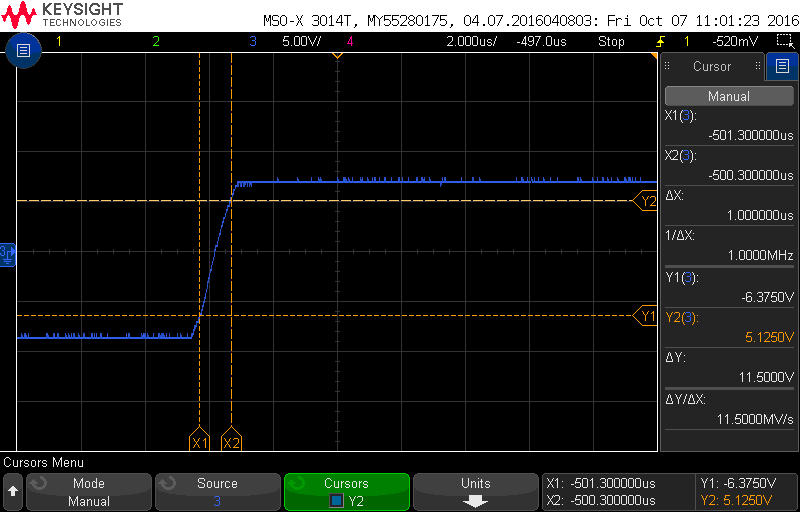 KEYSIGHT
TECHNOLOGIES
MSO-X 3014T, MY55280175, 04.07.2016040803: Fri Oct 07 11:01:23 2016
1 2 3 5.00V/ 4 2.000us/ -497.0us Stop 1 -520mV
Cursor
Manual
X1(3):
-501.300000us
X2(3):
-500.300000us
ΔX:
1.000000us
1/ΔX:
1.0000MHz
Y1(3):
-6.3750V
Y2(3):
5.1250V
ΔY:
11.5000V
ΔY/ΔX:
11.5000MV/s
Y2
3
Y1
X1 X2
Cursors Menu
Mode
Manual
Source
3
Cursors
Y2
Units
X1: -501.300000us
X2: -500.300000us
Y1: -6.3750V
Y2: 5.1250V